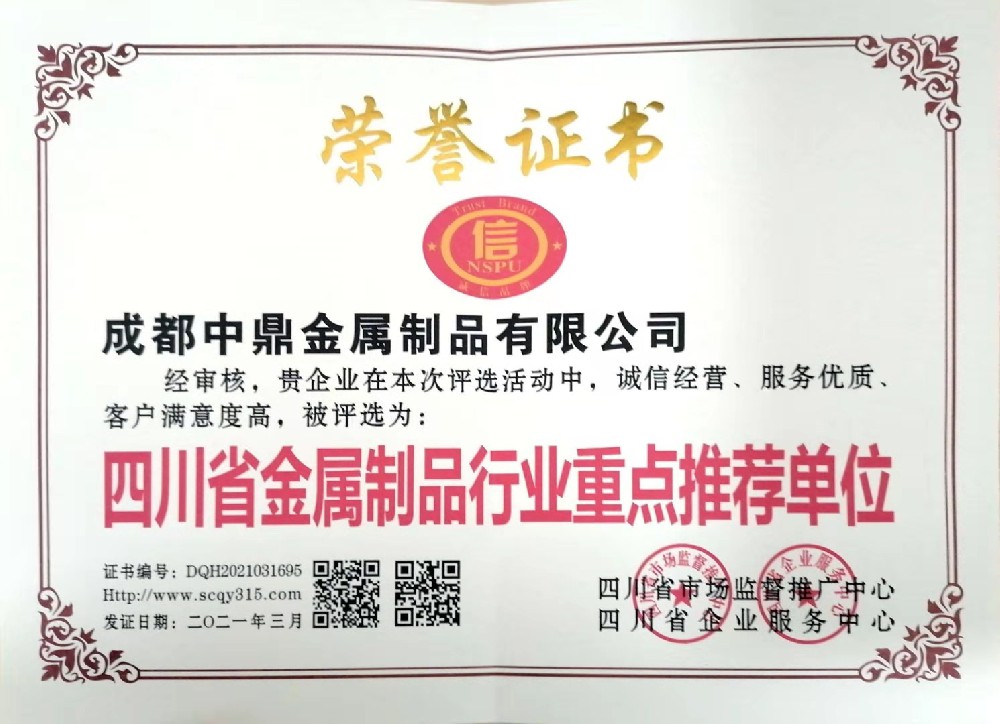 荣誉证书
Trust Brand
信
NSPU
诚信品牌
成都中鼎金属制品有限公司
经审核，贵企业在本次评选活动中，诚信经营、服务优质、
客户满意度高，被评选为：
四川省金属制品行业重点推荐单位
证书编号：DQH2021031695
Http://www.scqy315.com
发证日期：二〇二一年三月
四川省市场监督推广中心
四川省企业服务中心